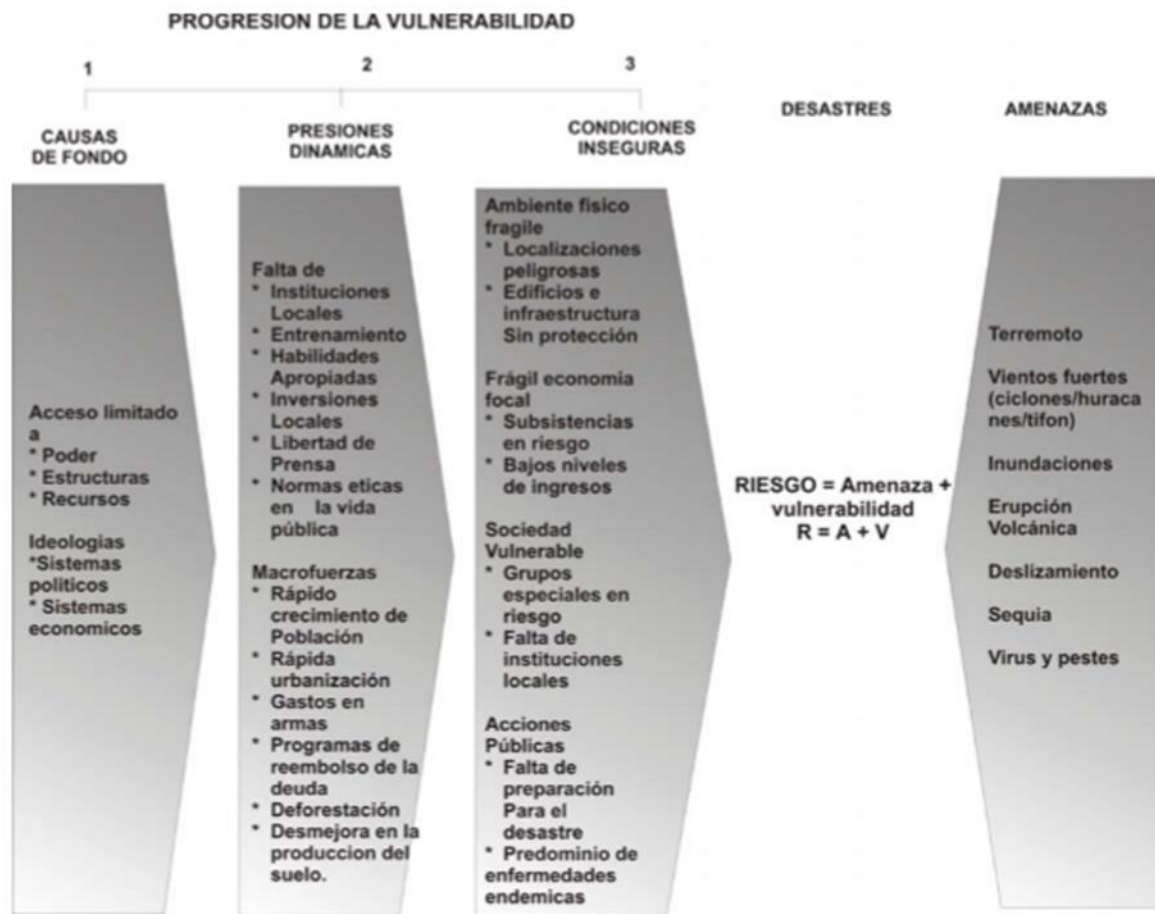 PROGRESION DE LA VULNERABILIDAD
1
2
3
CAUSAS
DE FONDO
PRESIONES
DINAMICAS
CONDICIONES
INSEGURAS
DESASTRES
AMENAZAS
Acceso limitado
a
* Poder
* Estructuras
* Recursos
Ideologias
*Sistemas
politicos
* Sistemas
economicos
Falta de
* Instituciones
Locales
* Entrenamiento
* Habilidades
Apropiadas
* Inversiones
Locales
* Libertad de
Prensa
* Normas eticas
en la vida
pública
Macrofuerzas
* Rápido
crecimiento de
Población
* Rápida
urbanización
* Gastos en
armas
* Programas de
reembolso de la
deuda
* Deforestación
* Desmejora en la
produccion del
suelo.
Ambiente fisico
fragile
* Localizaciones
peligrosas
* Edificios e
infraestructura
Sin protección
Frágil economia
focal
* Subsistencias
en riesgo
* Bajos niveles
de ingresos
Sociedad
Vulnerable
* Grupos
especiales en
riesgo
* Falta de
instituciones
locales
Acciones
Públicas
* Falta de
preparación
Para el
desastre
* Predominio de
enfermedades
endemicas
RIESGO = Amenaza +
vulnerabilidad
R = A + V
Terremoto
Vientos fuertes
(ciclones/huraca
nes/tifon)
Inundaciones
Erupción
Volcánica
Deslizamiento
Sequia
Virus y pestes